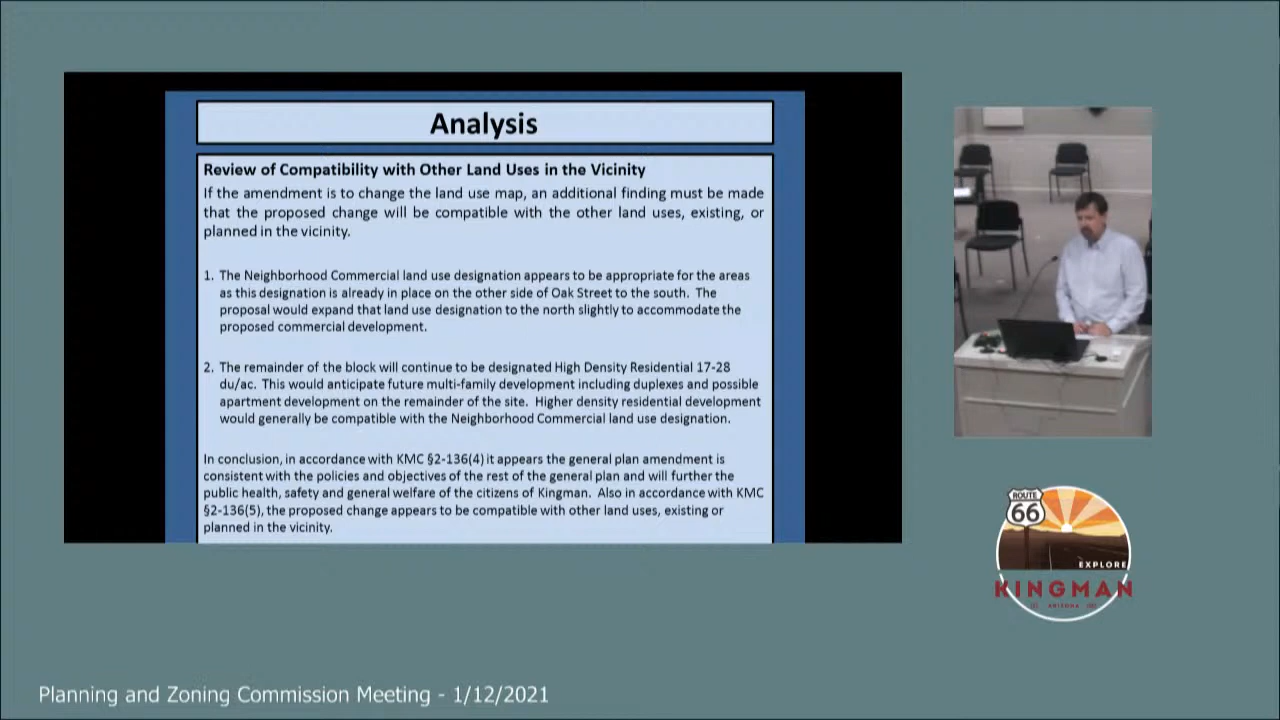 Analysis
Review of Compatibility with Other Land Uses in the Vicinity
If the amendment is to change the land use map, an additional finding must be made
that the proposed change will be compatible with the other land uses, existing, or
planned in the vicinity.
1. The Neighborhood Commercial land use designation appears to be appropriate for the areas
as this designation is already in place on the other side of Oak Street to the south. The
proposal would expand that land use designation to the north slightly to accommodate the
proposed commercial development.
2. The remainder of the block will continue to be designated High Density Residential 17-28
du/ac. This would anticipate future multi-family development including duplexes and possible
apartment development on the remainder of the site. Higher density residential development
would generally be compatible with the Neighborhood Commercial land use designation.
In conclusion, in accordance with KMC §2-136(4) it appears the general plan amendment is
consistent with the policies and objectives of the rest of the general plan and will further the
public health, safety and general welfare of the citizens of Kingman. Also in accordance with KMC
§2-136(5), the proposed change appears to be compatible with other land uses, existing or
planned in the vicinity.
ROUTE
66
EXPLORE
KINGMAN
ARIZONA
Planning and Zoning Commission Meeting - 1/12/2021